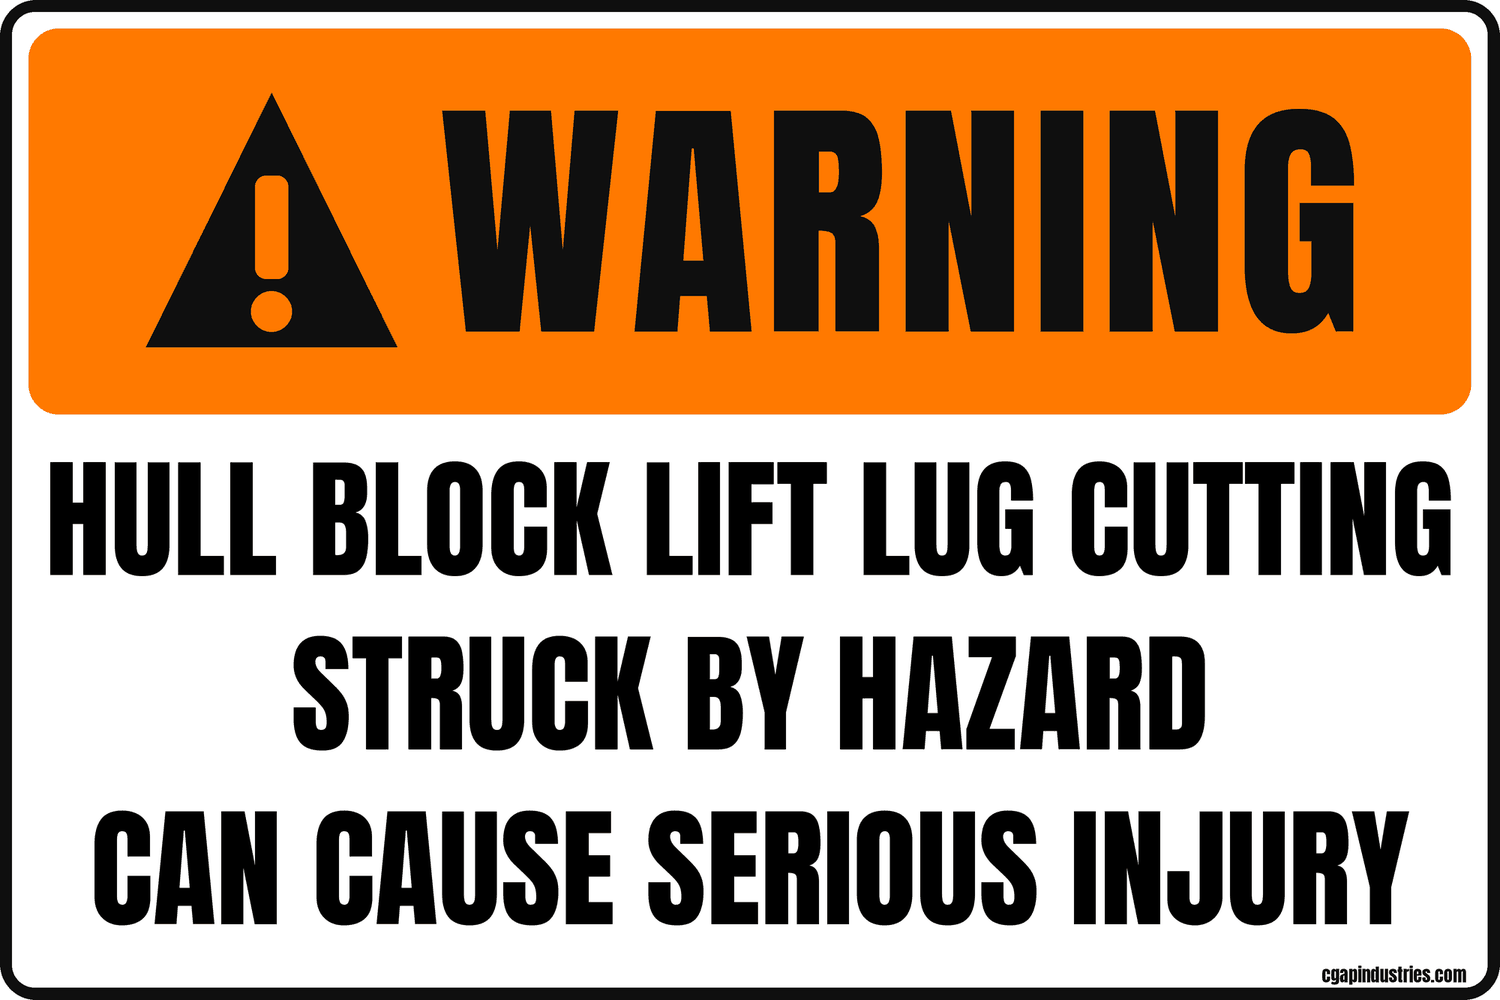 WARNING
HULL BLOCK LIFT LUG CUTTING
STRUCK BY HAZARD
CAN CAUSE SERIOUS INJURY
cgapindustries.com